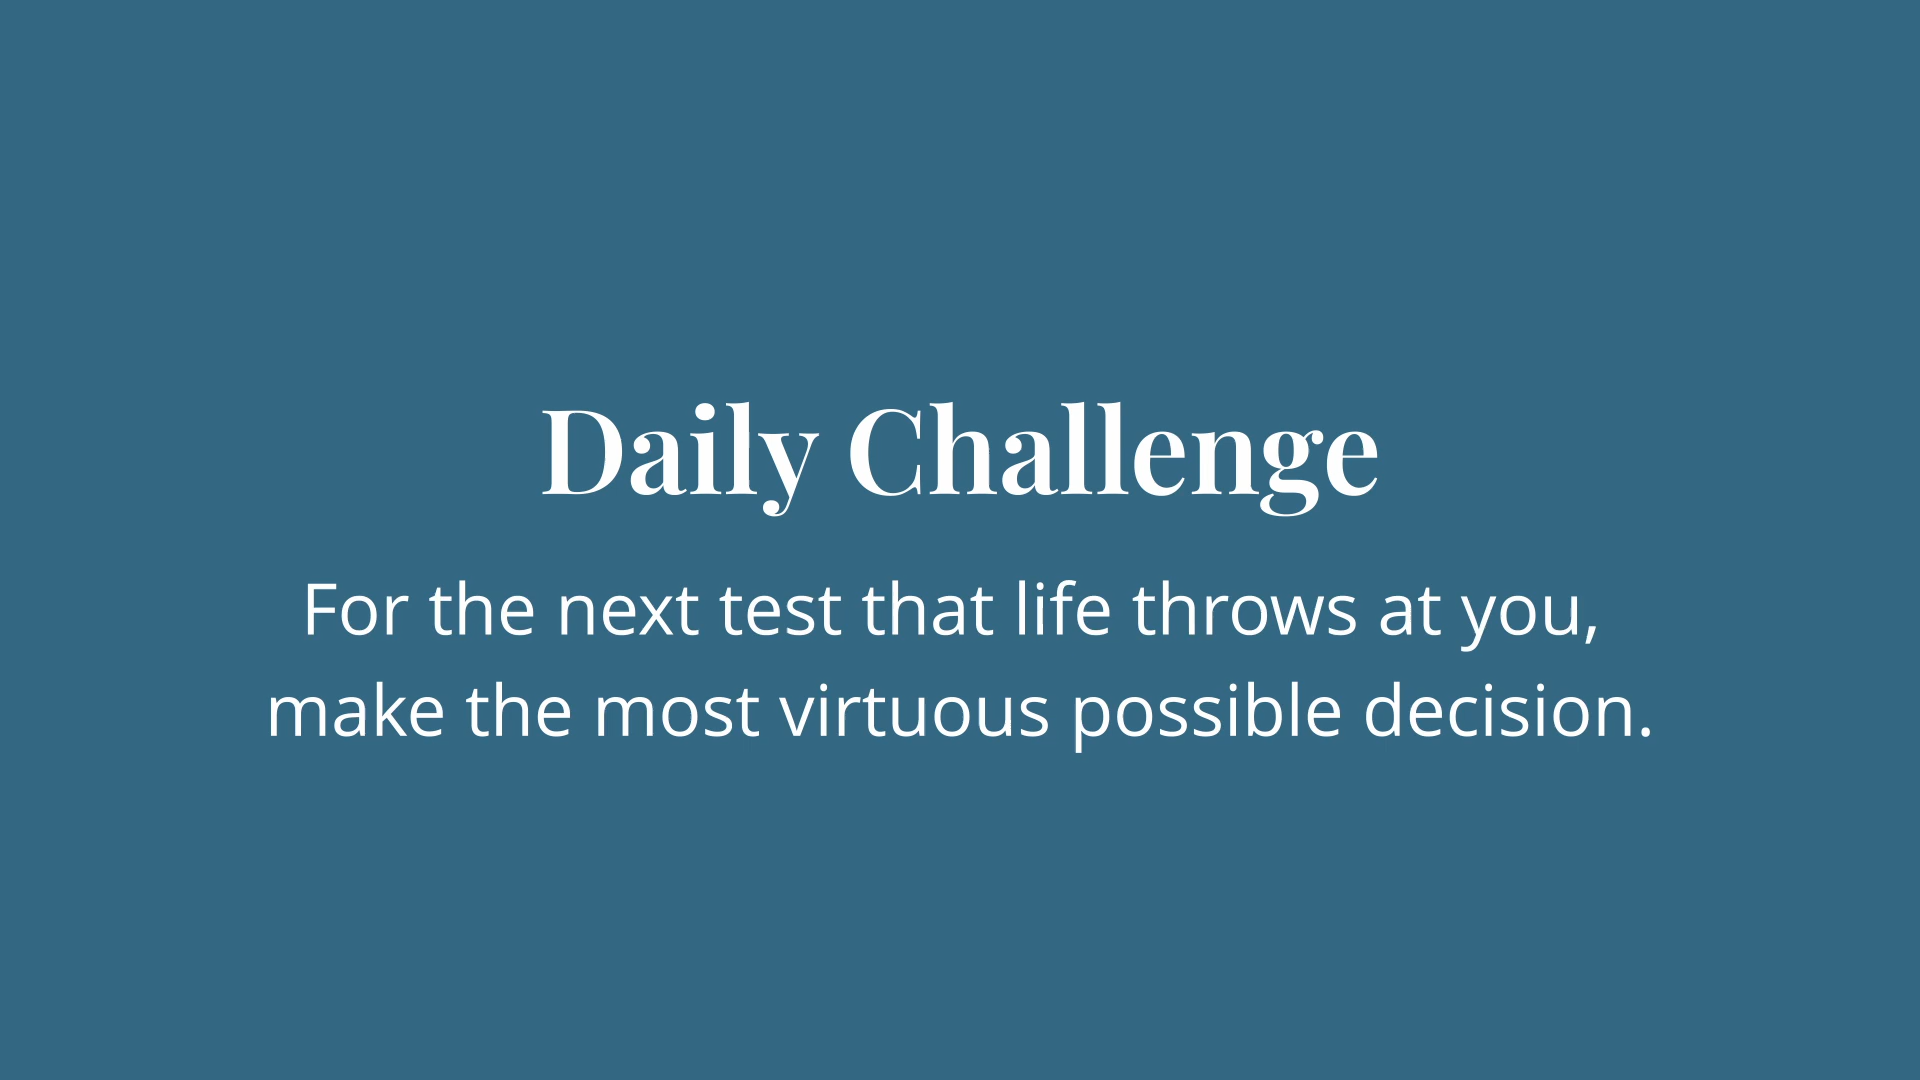 Daily Challenge
For the next test that life throws at you,
make the most virtuous possible decision.